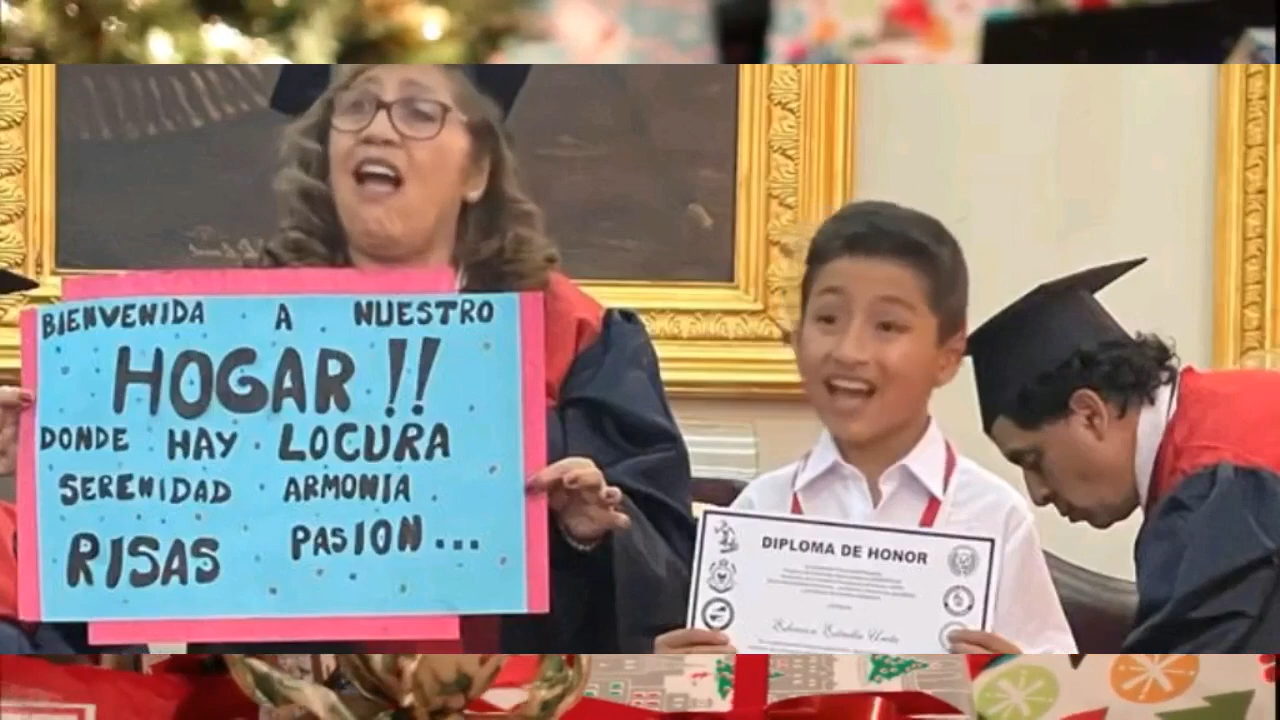 BIENVENIDA A NUESTRO
HOGAR !!
DONDE HAY LOCURA
SERENIDAD ARMONIA .
RISAS PASION...
DIPLOMA DE HONOR